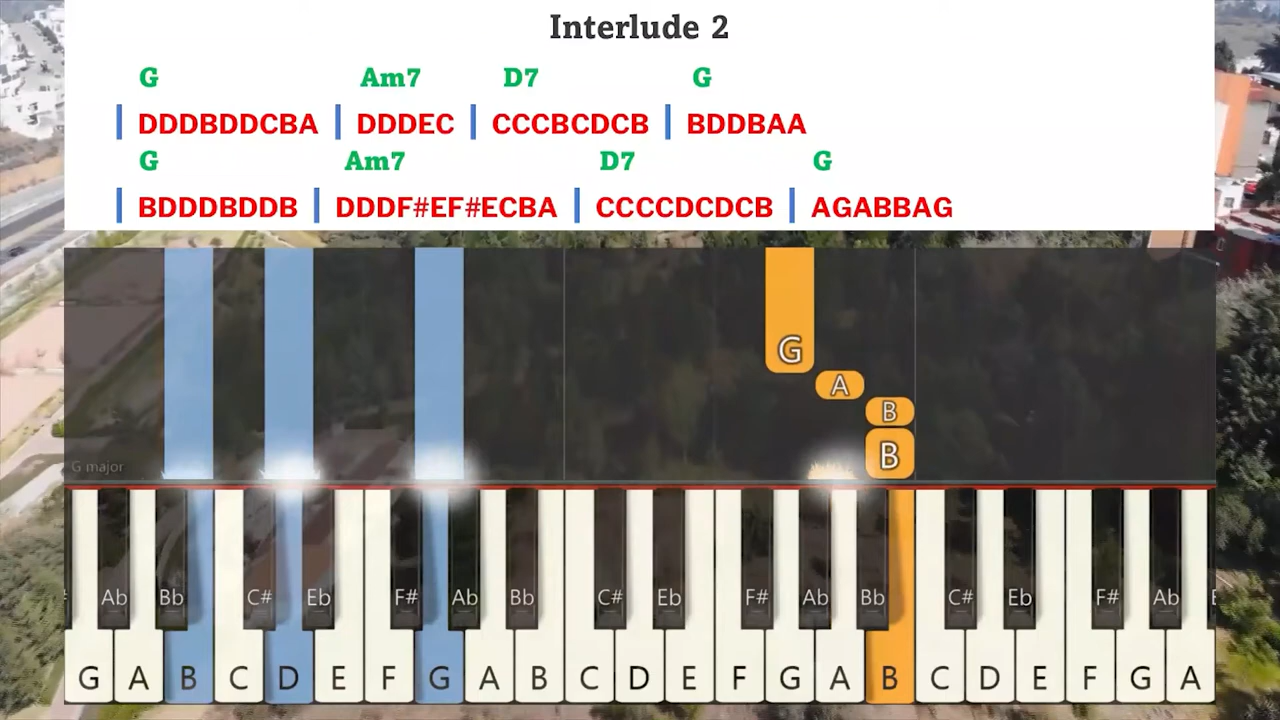 Interlude 2
G Am7 D7 G
| DDDBDDCBA | DDDEC | CCCBCDCB | BDDBAA
G Am7 D7 G
| BDDDBDDB | DDDF#EF#ECBA | CCCCDCDCB | AGABBAG
G
A
B
B
G major
Ab Bb C# Eb F# Ab Bb C# Eb F# Ab Bb C# Eb F# Ab
G A B C D E F G A B C D E F G A B C D E F G A